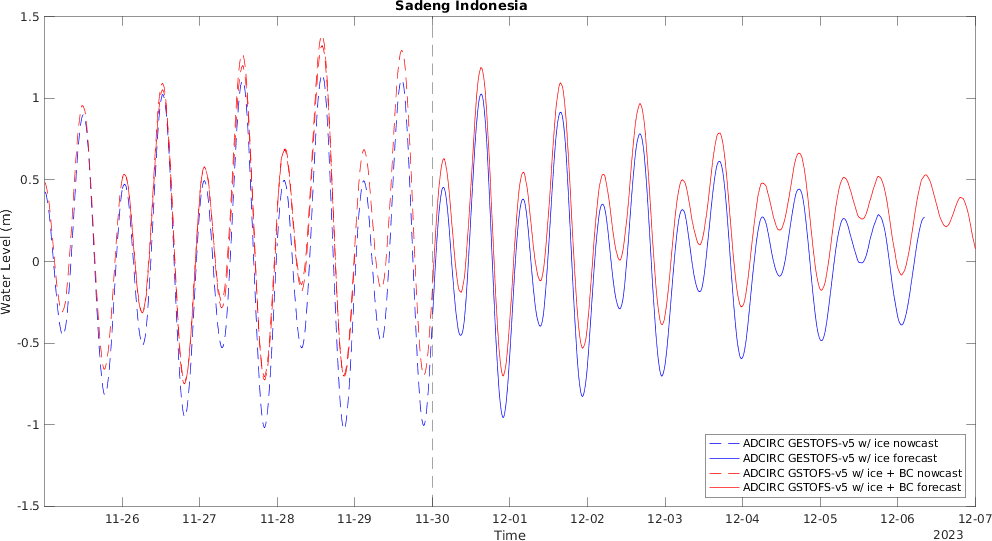 Sadeng Indonesia
1.5
1
0.5
0
-0.5
-1
-1.5
Water Level (m)
ADCIRC GESTOFS-v5 w/ ice nowcast
ADCIRC GESTOFS-v5 w/ ice forecast
ADCIRC GSTOFS-v5 w/ ice + BC nowcast
ADCIRC GSTOFS-v5 w/ ice + BC forecast
11-26 11-27 11-28 11-29 11-30 12-01 12-02 12-03 12-04 12-05 12-06 12-07
Time
2023